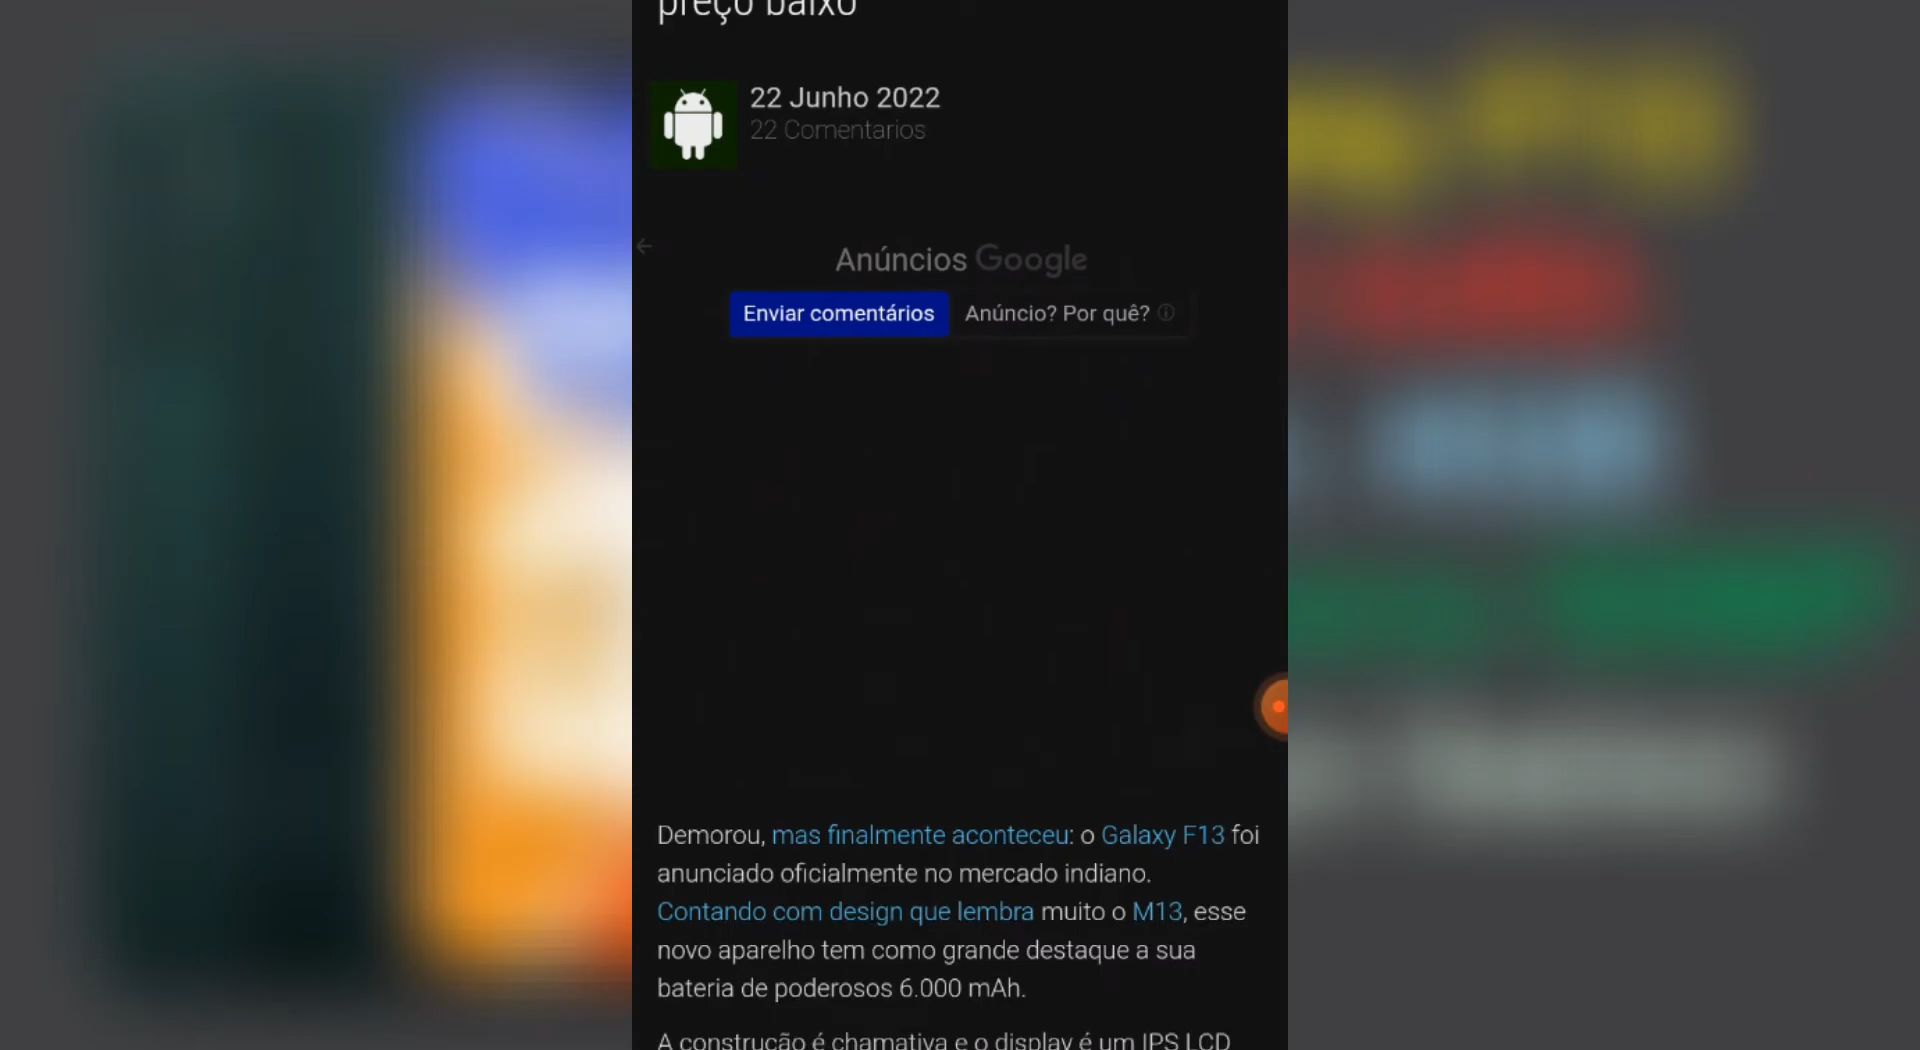 preço baixo
22 Junho 2022
22 Comentarios
Anúncios Google
Enviar comentários
Anúncio? Por quê?
Demorou, mas finalmente aconteceu: o Galaxy F13 foi
anunciado oficialmente no mercado indiano.
Contando com design que lembra muito o M13, esse
novo aparelho tem como grande destaque a sua
bateria de poderosos 6.000 mAh.
A construção é chamativa e o display é um IPS LCD